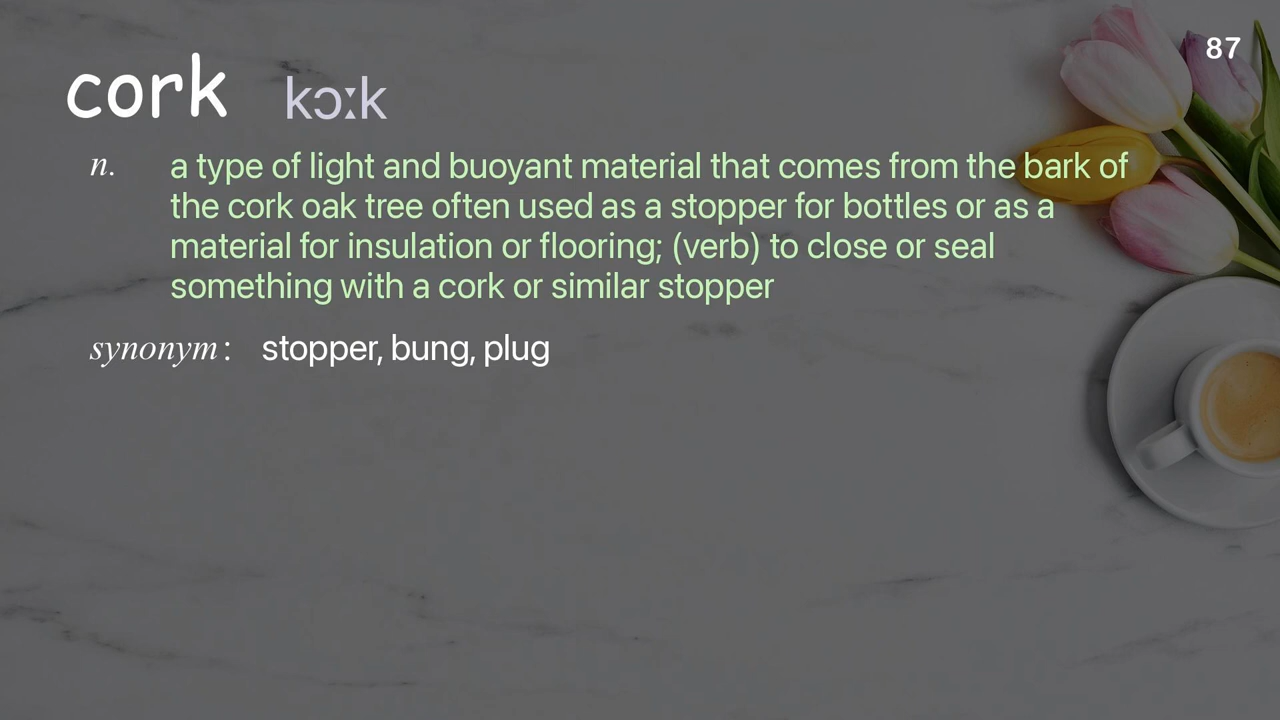 87
cork kɔːk
n. a type of light and buoyant material that comes from the bark of
the cork oak tree often used as a stopper for bottles or as a
material for insulation or flooring; (verb) to close or seal
something with a cork or similar stopper
synonym: stopper, bung, plug